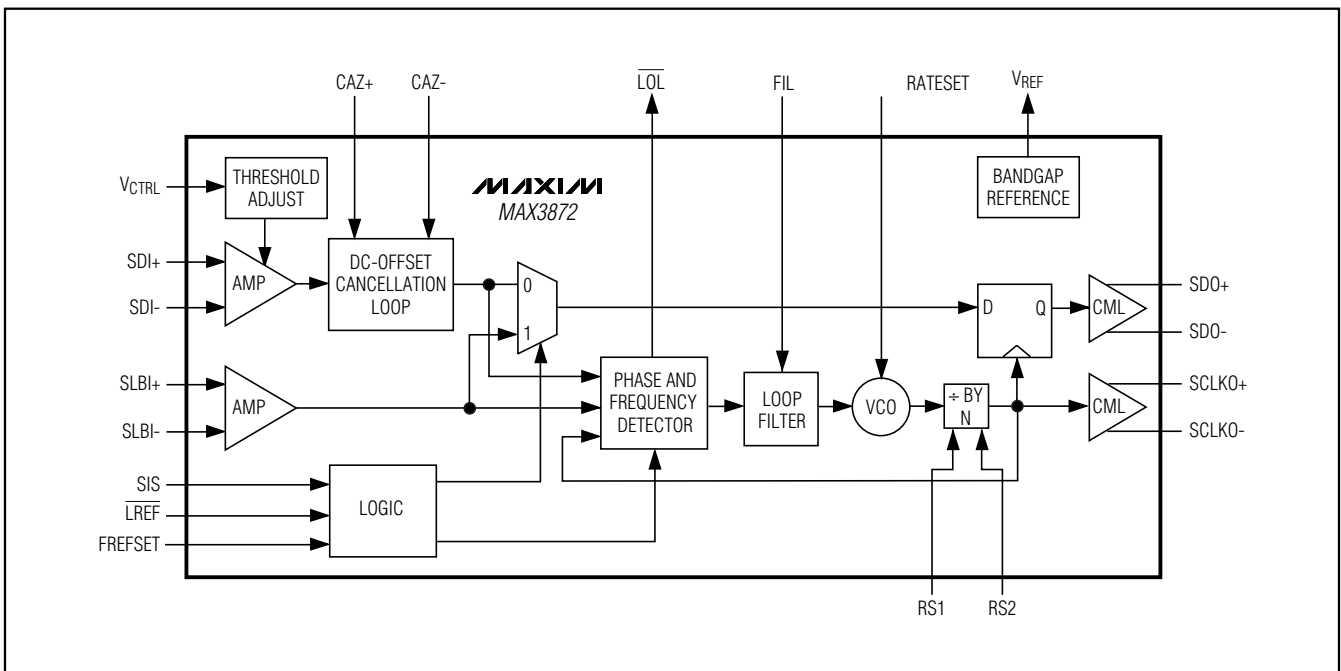 CAZ+
CAZ-
L̅O̅L̅
FIL
RATESET
VREF
VCTRL
THRESHOLD
ADJUST
MAXIM
MAX3872
BANDGAP
REFERENCE
SDI+
SDI-
AMP
DC-OFFSET
CANCELLATION
LOOP
0
1
D
Q
CML
SDO+
SDO-
SLBI+
SLBI-
AMP
PHASE AND
FREQUENCY
DETECTOR
LOOP
FILTER
VCO
÷ BY
N
CML
SCLKO+
SCLKO-
SIS
L̅R̅E̅F̅
FREFSET
LOGIC
RS1
RS2